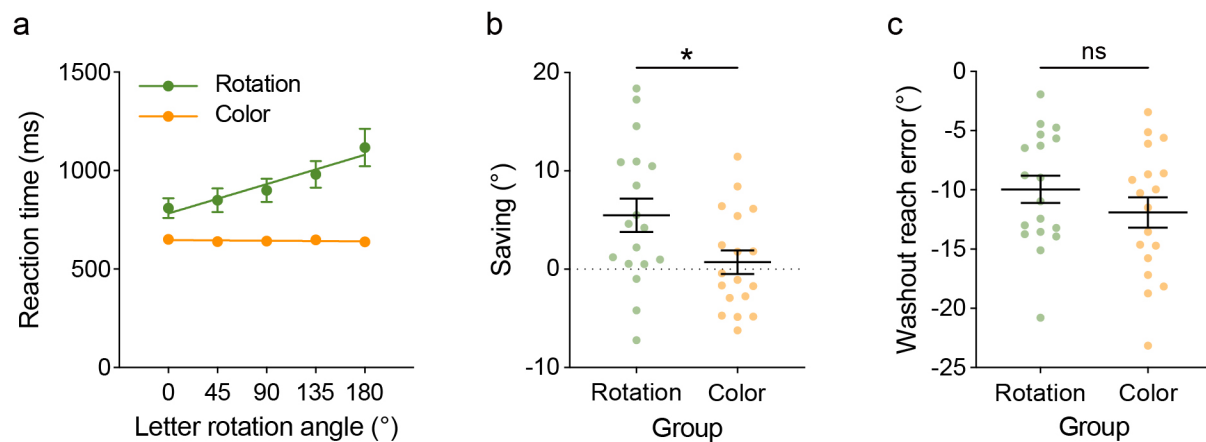 a
Reaction time (ms)
1500
1000
500
0
Rotation
Color
0 45 90 135 180
Letter rotation angle (°)
b
*
Saving (°)
20
10
0
-10
Rotation Color
Group
c
ns
Washout reach error (°)
0
-5
-10
-15
-20
-25
Rotation Color
Group